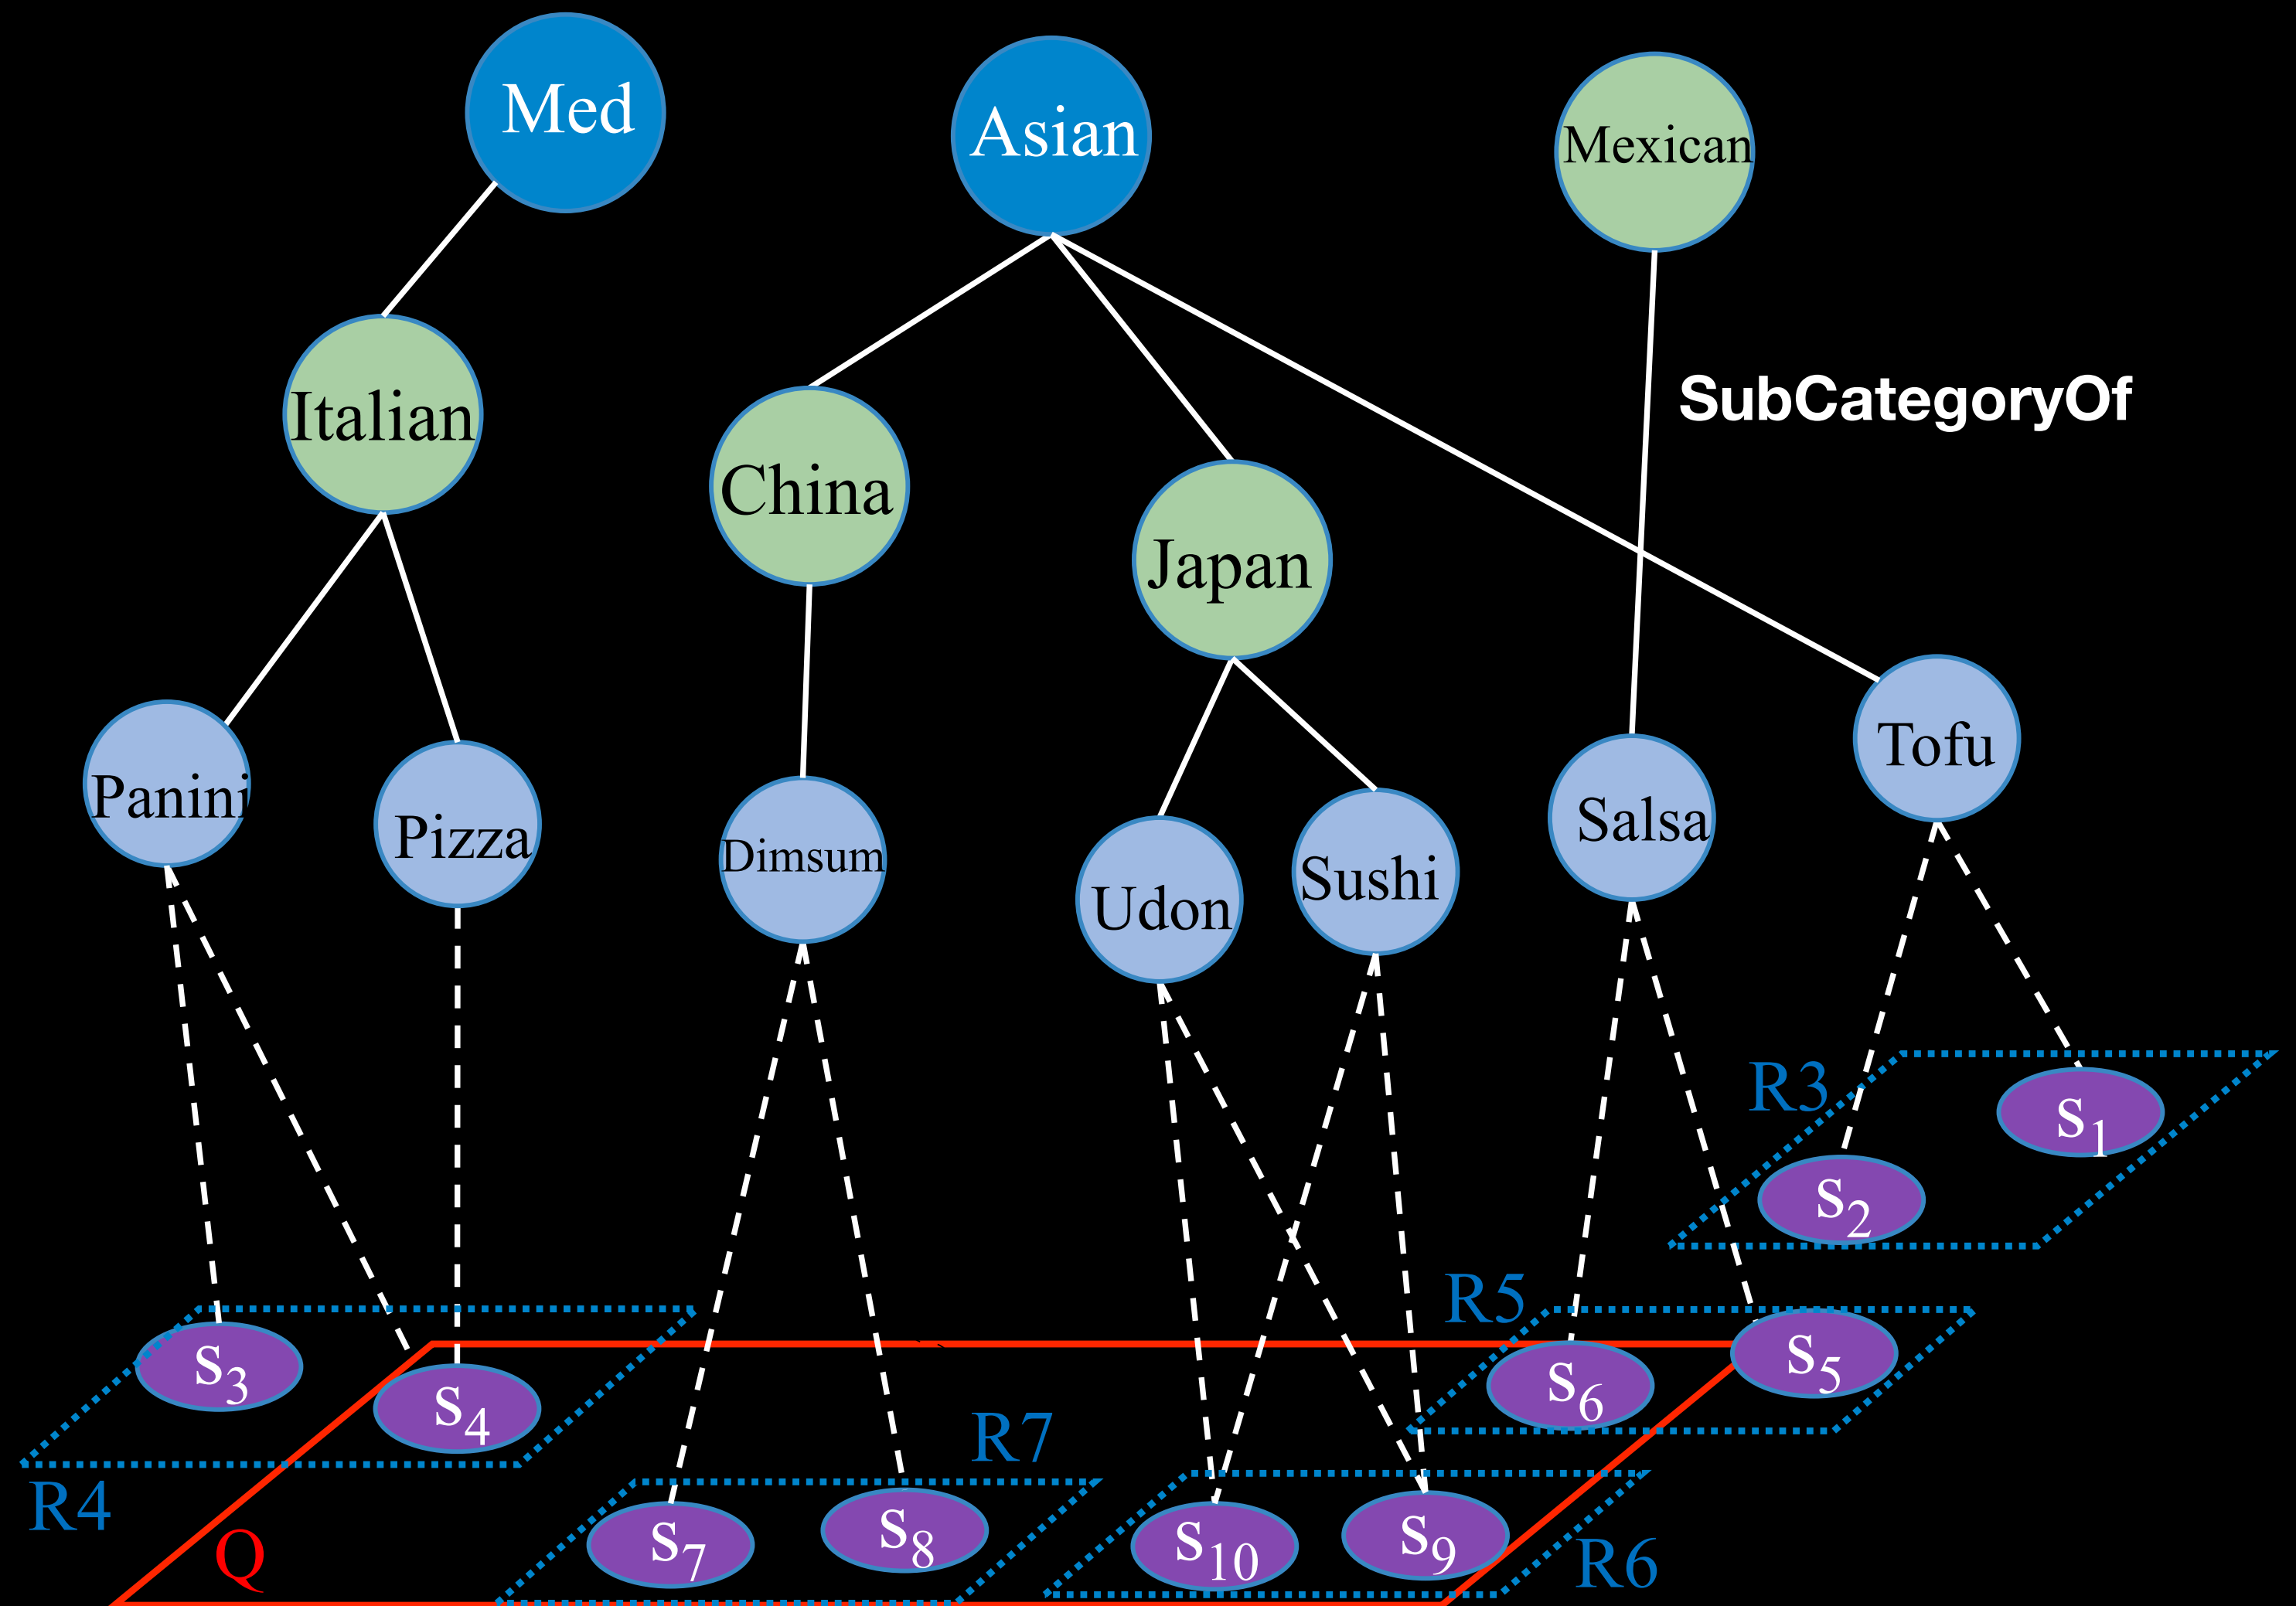 Med
Asian
Mexican
SubCategoryOf
Italian
China
Japan
Panini
Pizza
Dimsum
Udon
Sushi
Salsa
Tofu
R3
s1
s2
R5
s3
s4
s6
s5
R7
R4
Q
s7
s8
s10
s9
R6